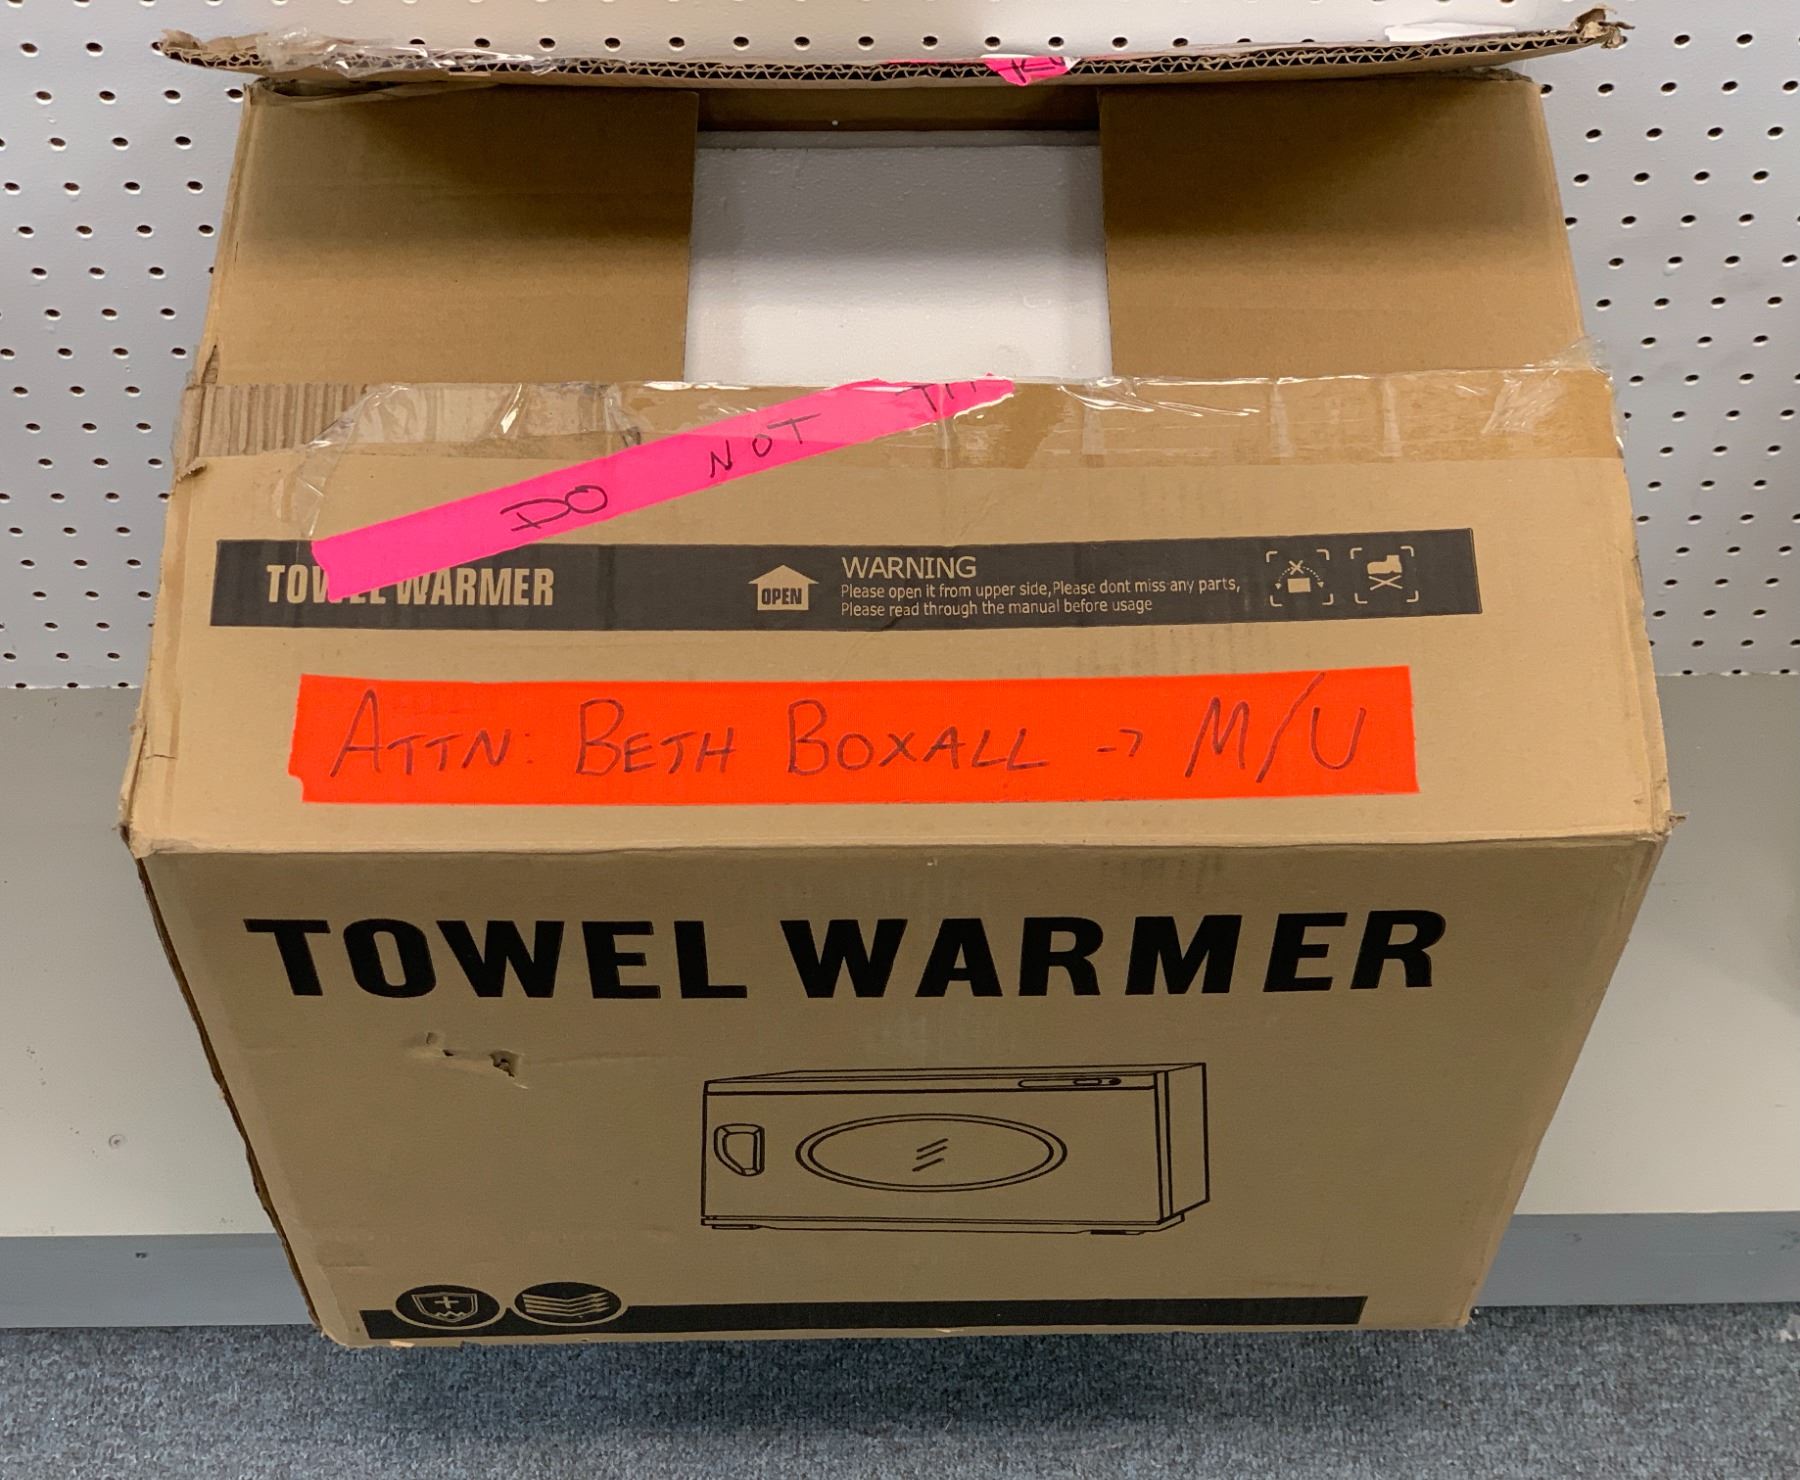 DO NOT
TOWEL WARMER
OPEN
WARNING
Please open it from upper side,Please dont miss any parts,
Please read through the manual before usage
ATTN: BETH BOXALL -> M/U
TOWEL WARMER